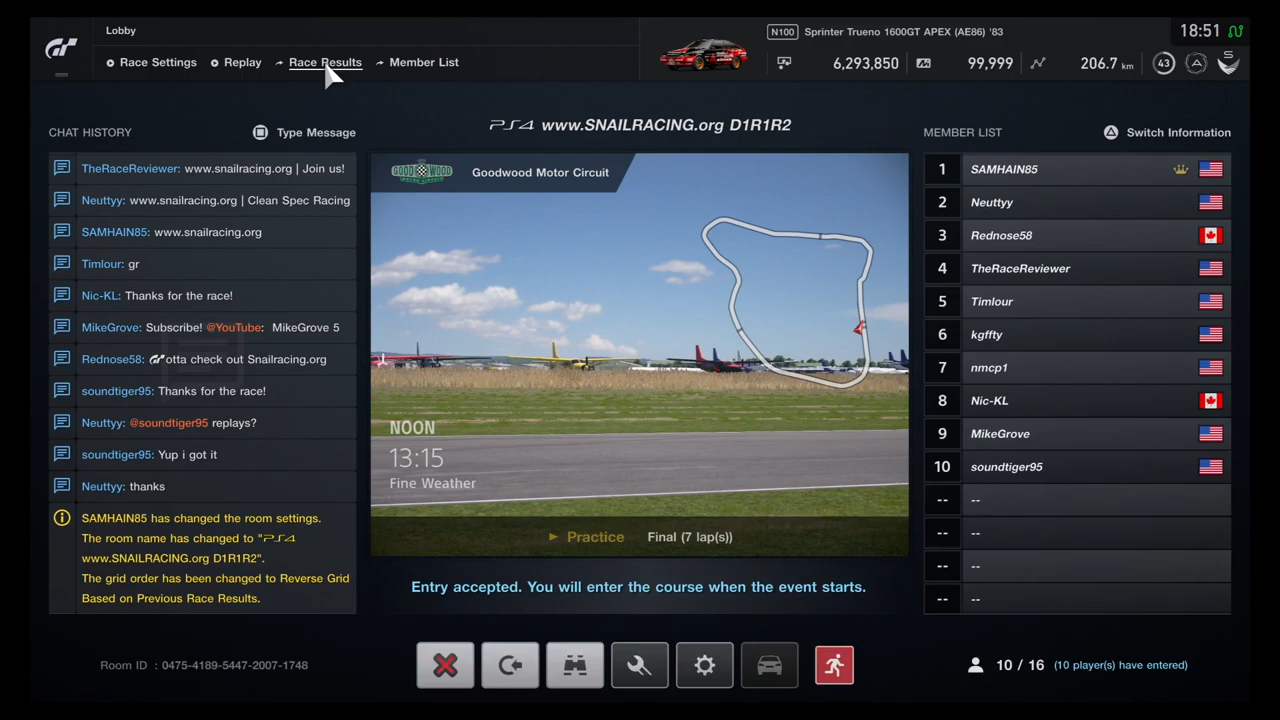 Lobby
Race Settings
Replay
Race Results
Member List
N100 Sprinter Trueno 1600GT APEX (AE86) '83
6,293,850
99,999
206.7 km
43
A
S
18:51
CHAT HISTORY
Type Message
TheRaceReviewer: www.snailracing.org | Join us!
Neuttyy: www.snailracing.org | Clean Spec Racing
SAMHAIN85: www.snailracing.org
Timlour: gr
Nic-KL: Thanks for the race!
MikeGrove: Subscribe! @YouTube: MikeGrove 5
Rednose58: otta check out Snailracing.org
soundtiger95: Thanks for the race!
Neuttyy: @soundtiger95 replays?
soundtiger95: Yup i got it
Neuttyy: thanks
SAMHAIN85 has changed the room settings.
The room name has changed to "PS4
www.SNAILRACING.org D1R1R2".
The grid order has been changed to Reverse Grid
Based on Previous Race Results.
PS4 www.SNAILRACING.org D1R1R2
GOODWOOD
MOTOR CIRCUIT
Goodwood Motor Circuit
NOON
13:15
Fine Weather
Practice Final (7 lap(s))
Entry accepted. You will enter the course when the event starts.
MEMBER LIST
Switch Information
1 SAMHAIN85
2 Neuttyy
3 Rednose58
4 TheRaceReviewer
5 Timlour
6 kgffty
7 nmcp1
8 Nic-KL
9 MikeGrove
10 soundtiger95
-- --
-- --
-- --
-- --
Room ID : 0475-4189-5447-2007-1748
10 / 16 (10 player(s) have entered)